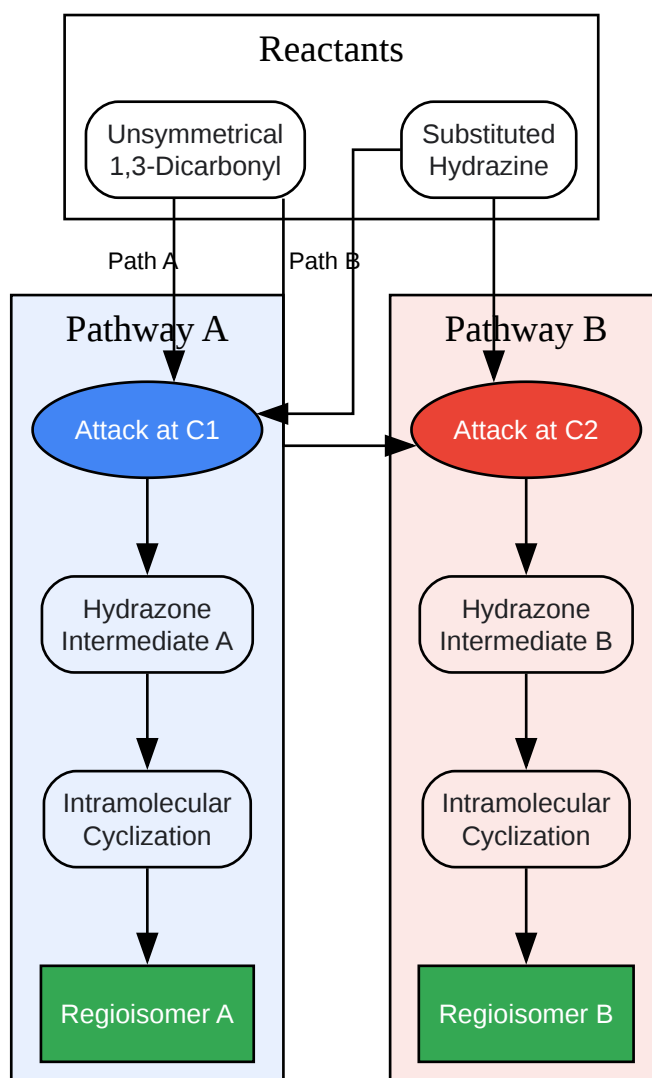 Reactants
Unsymmetrical
1,3-Dicarbonyl
Substituted
Hydrazine
Path A
Path B
Pathway A
Attack at C1
Hydrazone
Intermediate A
Intramolecular
Cyclization
Regioisomer A
Pathway B
Attack at C2
Hydrazone
Intermediate B
Intramolecular
Cyclization
Regioisomer B